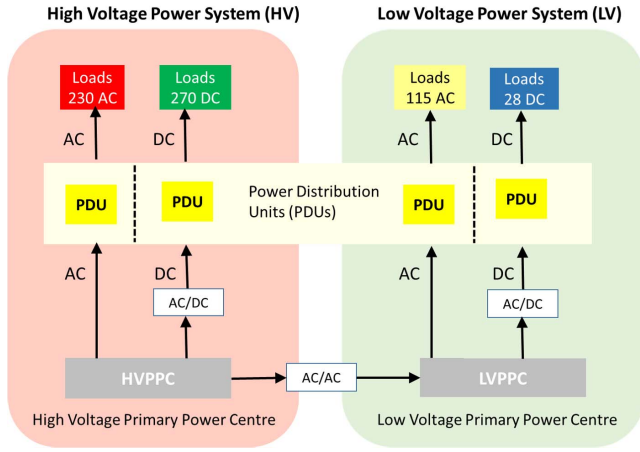 High Voltage Power System (HV)
Low Voltage Power System (LV)
Loads
230 AC
Loads
270 DC
Loads
115 AC
Loads
28 DC
AC
DC
AC
DC
PDU
PDU
Power Distribution
Units (PDUs)
PDU
PDU
AC
DC
AC
DC
AC/DC
AC/DC
HVPPC
AC/AC
LVPPC
High Voltage Primary Power Centre
Low Voltage Primary Power Centre